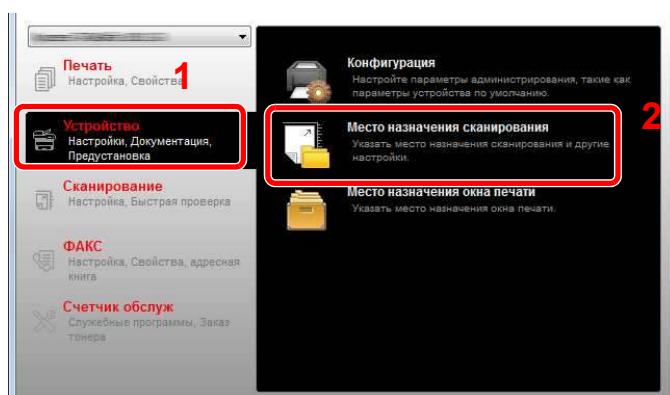 Печать
Настройка, Свойства
1
Устройство
Настройки, Документация,
Предустановка
Сканирование
Настройка, Быстрая проверка
ФАКС
Настройка, Свойства, адресная
книга
Счетчик обслуж
Служебные программы, Заказ
тонера
Конфигурация
Настройте параметры администрирования, такие как
параметры устройства по умолчанию.
2
Место назначения сканирования
Указать место назначения сканирования и другие
настройки.
Место назначения окна печати
Указать место назначения окна печати.